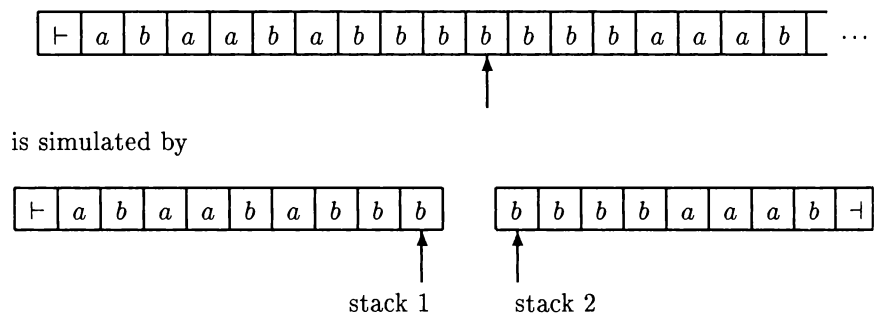 ⊢ a b a a b a b b b b b b b a a a b ···
is simulated by
⊢ a b a a b a b b b b b b b a a a b ⊣
stack 1 stack 2